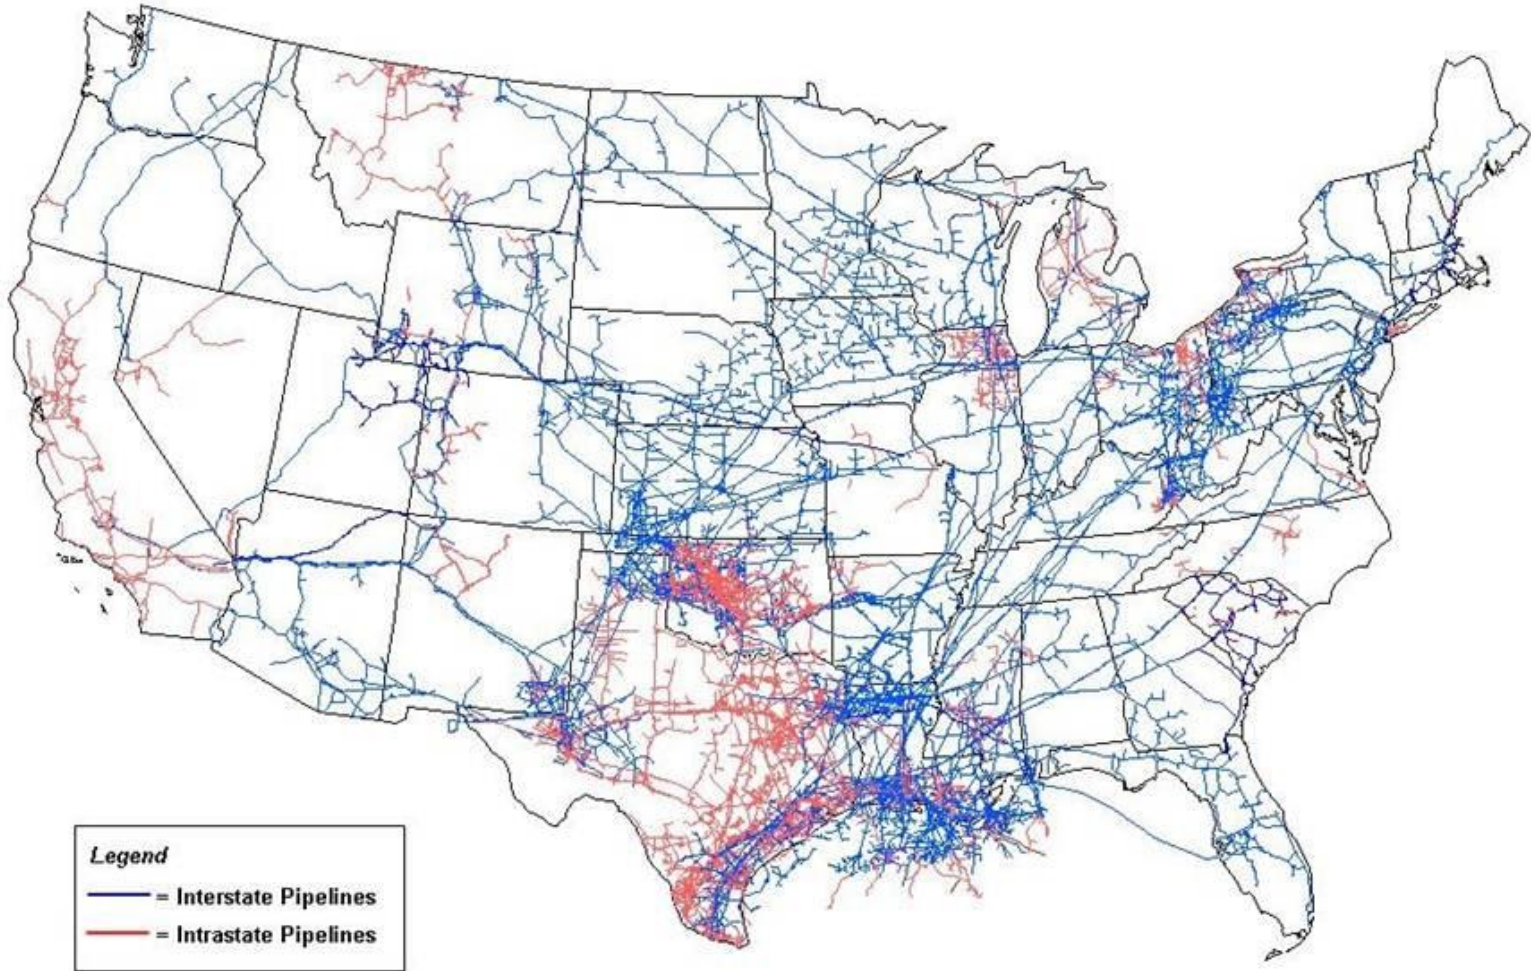 Legend
= Interstate Pipelines
= Intrastate Pipelines